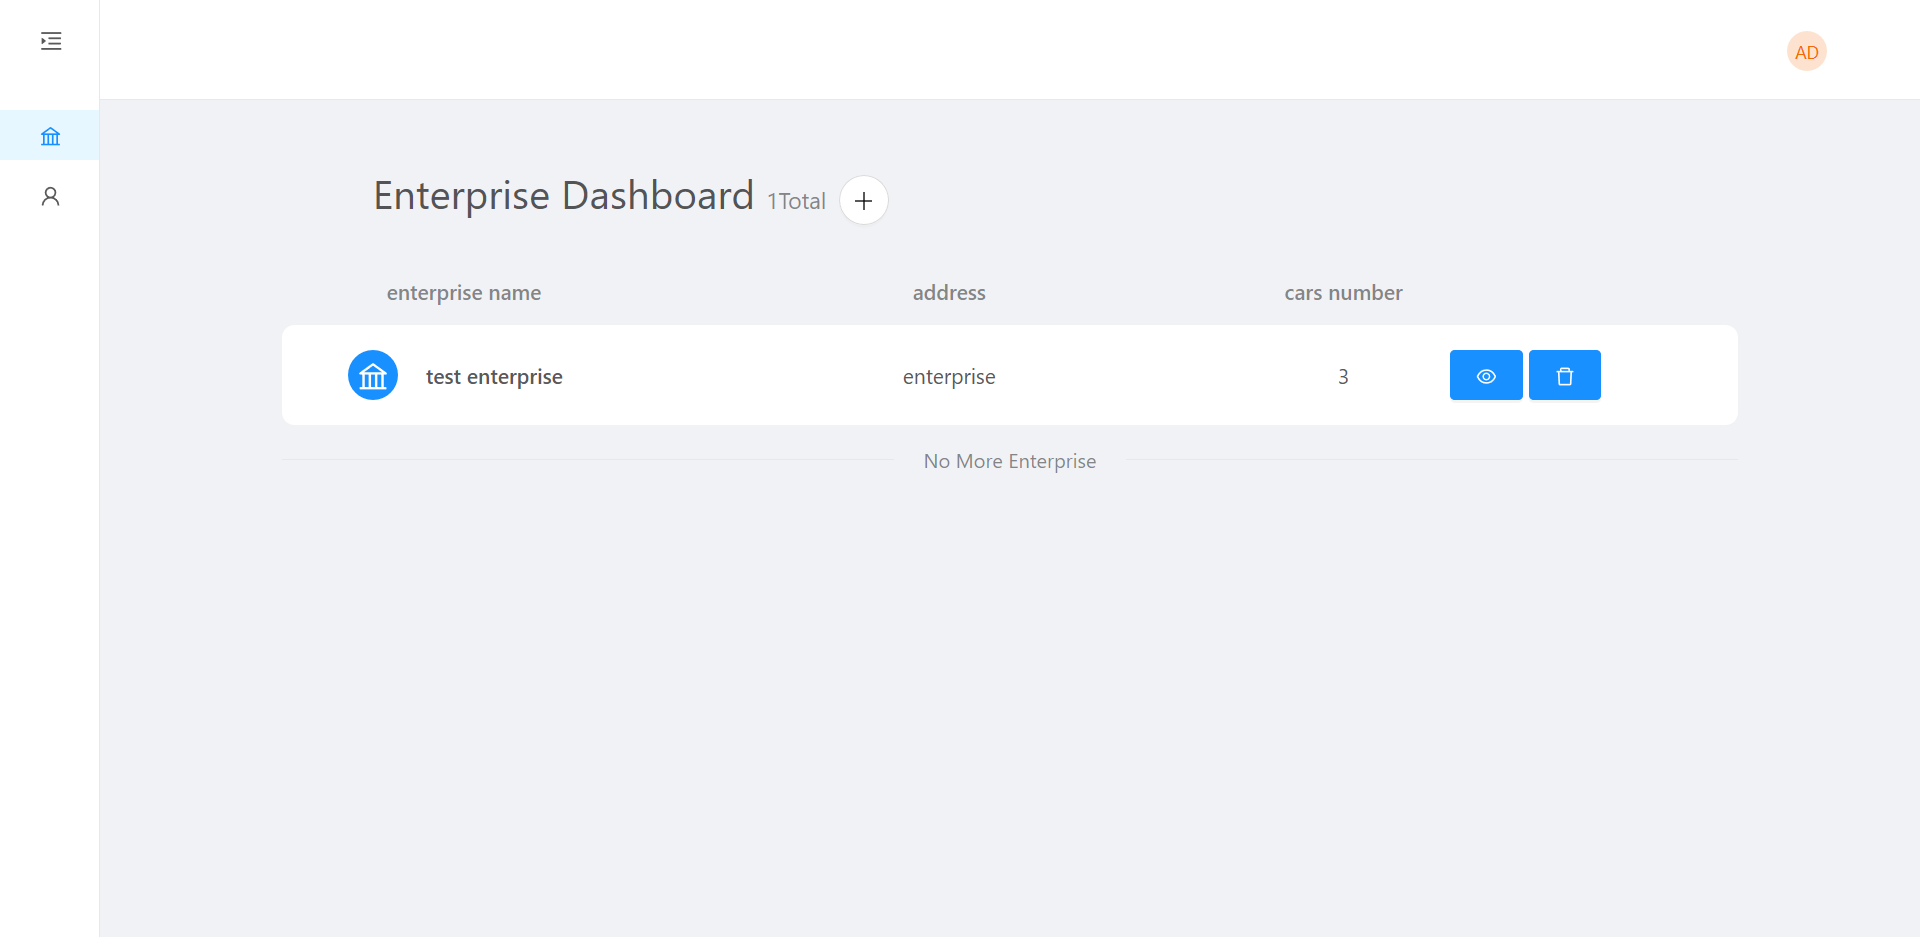 AD
Enterprise Dashboard 1Total
enterprise name address cars number
test enterprise enterprise 3
No More Enterprise